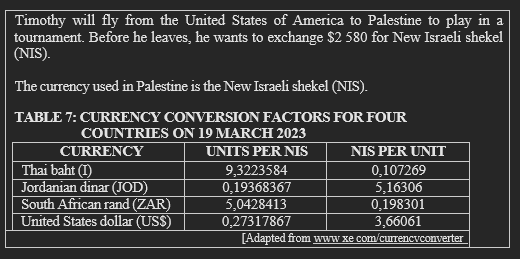 Timothy will fly from the United States of America to Palestine to play in a
tournament. Before he leaves, he wants to exchange $2 580 for New Israeli shekel
(NIS).
The currency used in Palestine is the New Israeli shekel (NIS).
TABLE 7: CURRENCY CONVERSION FACTORS FOR FOUR
COUNTRIES ON 19 MARCH 2023
CURRENCY UNITS PER NIS NIS PER UNIT
Thai baht (I) 9,3223584 0,107269
Jordanian dinar (JOD) 0,19368367 5,16306
South African rand (ZAR) 5,0428413 0,198301
United States dollar (US$) 0,27317867 3,66061
[Adapted from www xe com/currencyconverter